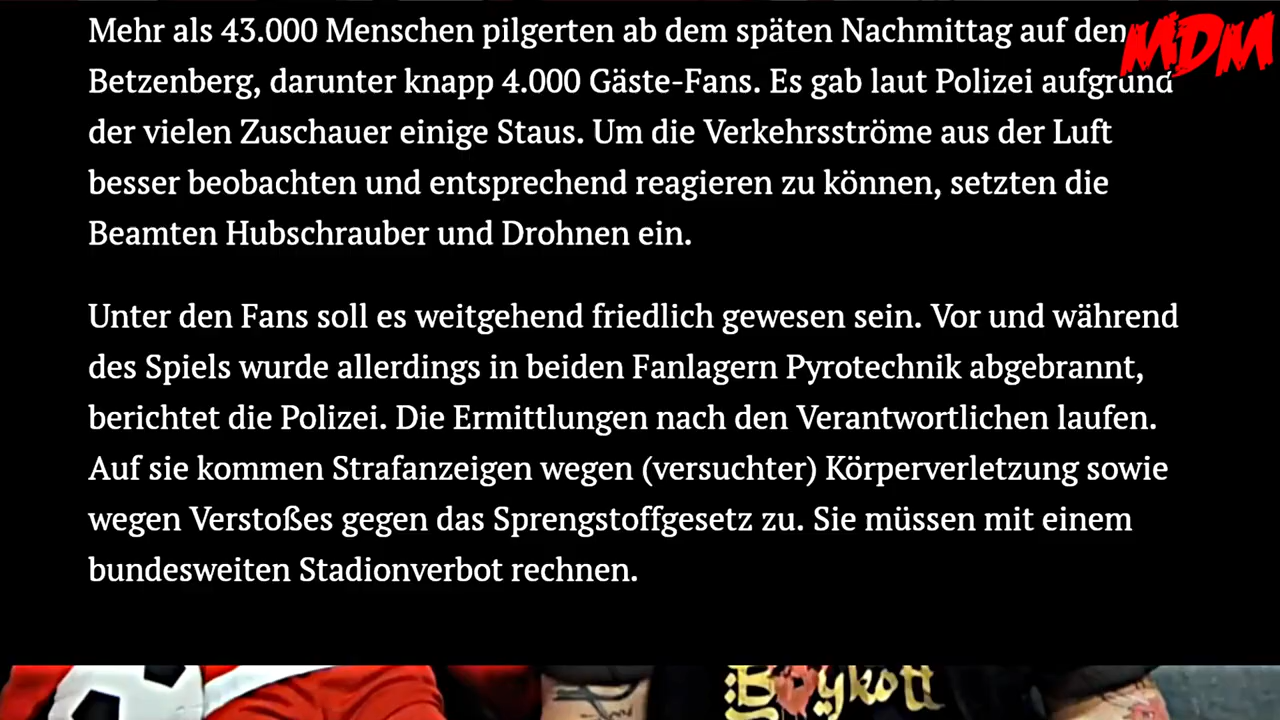 Mehr als 43.000 Menschen pilgerten ab dem späten Nachmittag auf den
MDM
Betzenberg, darunter knapp 4.000 Gäste-Fans. Es gab laut Polizei aufgrund
der vielen Zuschauer einige Staus. Um die Verkehrsströme aus der Luft
besser beobachten und entsprechend reagieren zu können, setzten die
Beamten Hubschrauber und Drohnen ein.
Unter den Fans soll es weitgehend friedlich gewesen sein. Vor und während
des Spiels wurde allerdings in beiden Fanlagern Pyrotechnik abgebrannt,
berichtet die Polizei. Die Ermittlungen nach den Verantwortlichen laufen.
Auf sie kommen Strafanzeigen wegen (versuchter) Körperverletzung sowie
wegen Verstoßes gegen das Sprengstoffgesetz zu. Sie müssen mit einem
bundesweiten Stadionverbot rechnen.
Boykott